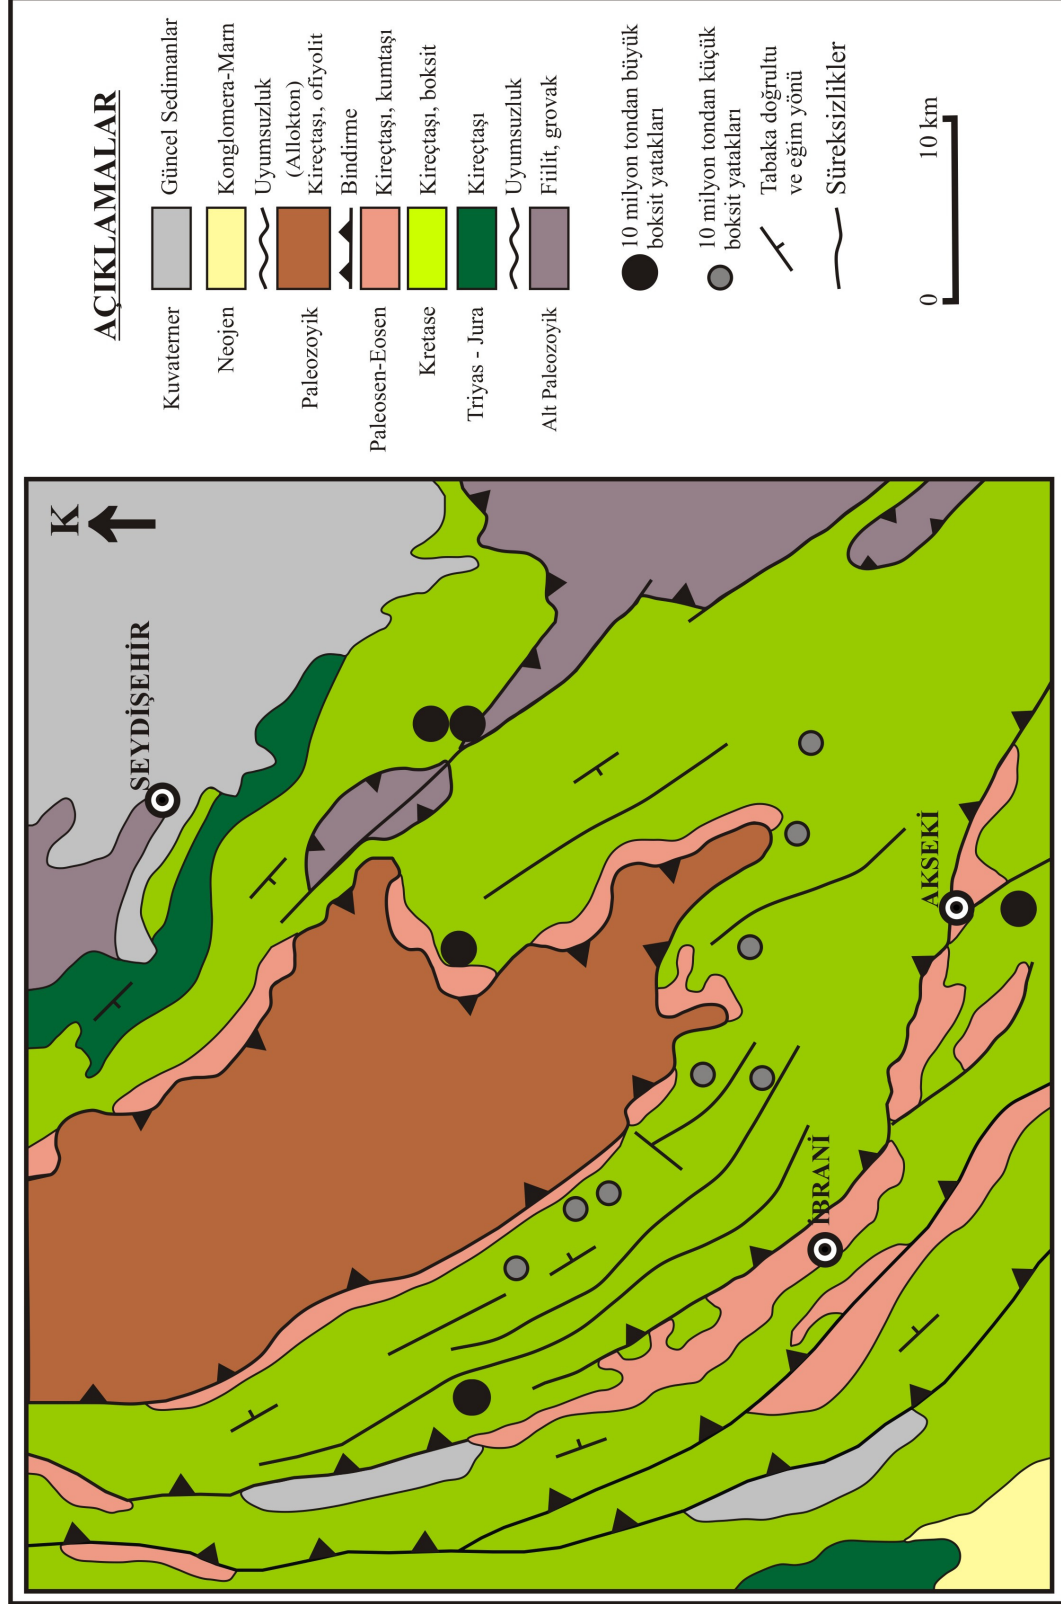 AÇIKLAMALAR
Kuvaterner
Güncel Sedimanlar
Neojen
Konglomera-Marn
Uyumsuzluk
Paleozoyik
(Allokton)
Kireçtaşı, ofiyolit
Bindirme
Paleosen-Eosen
Kireçtaşı, kumtaşı
Kretase
Kireçtaşı, boksit
Triyas - Jura
Kireçtaşı
Uyumsuzluk
Alt Paleozoyik
Fiilit, grovak
10 milyon tondan büyük
boksit yatakları
10 milyon tondan küçük
boksit yatakları
Tabaka doğrultu
ve eğim yönü
Süreksizlikler
0
10 km
K
SEYDİŞEHİR
AKSEKİ
İBRANİ